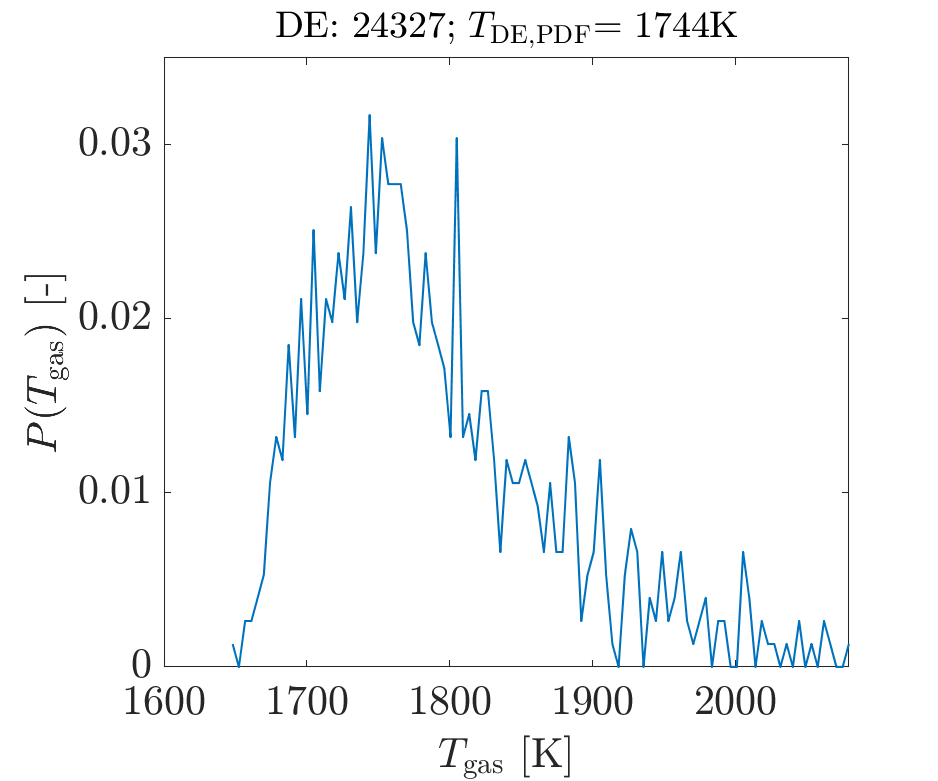 DE: 24327; T_DE,PDF= 1744K
P(T_gas) [-]
0.03
0.02
0.01
0
1600 1700 1800 1900 2000
T_gas [K]